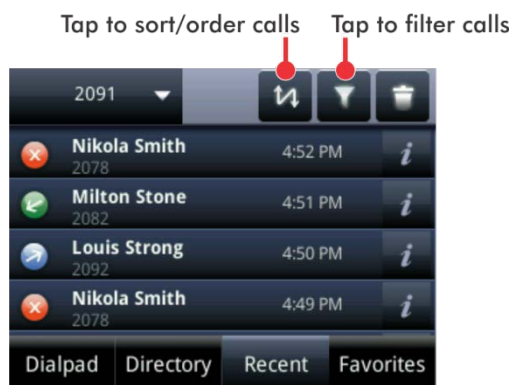 Tap to sort/order calls Tap to filter calls
2091
Nikola Smith 4:52 PM i
2078
Milton Stone 4:51 PM i
2082
Louis Strong 4:50 PM i
2092
Nikola Smith 4:49 PM i
2078
Dialpad Directory Recent Favorites